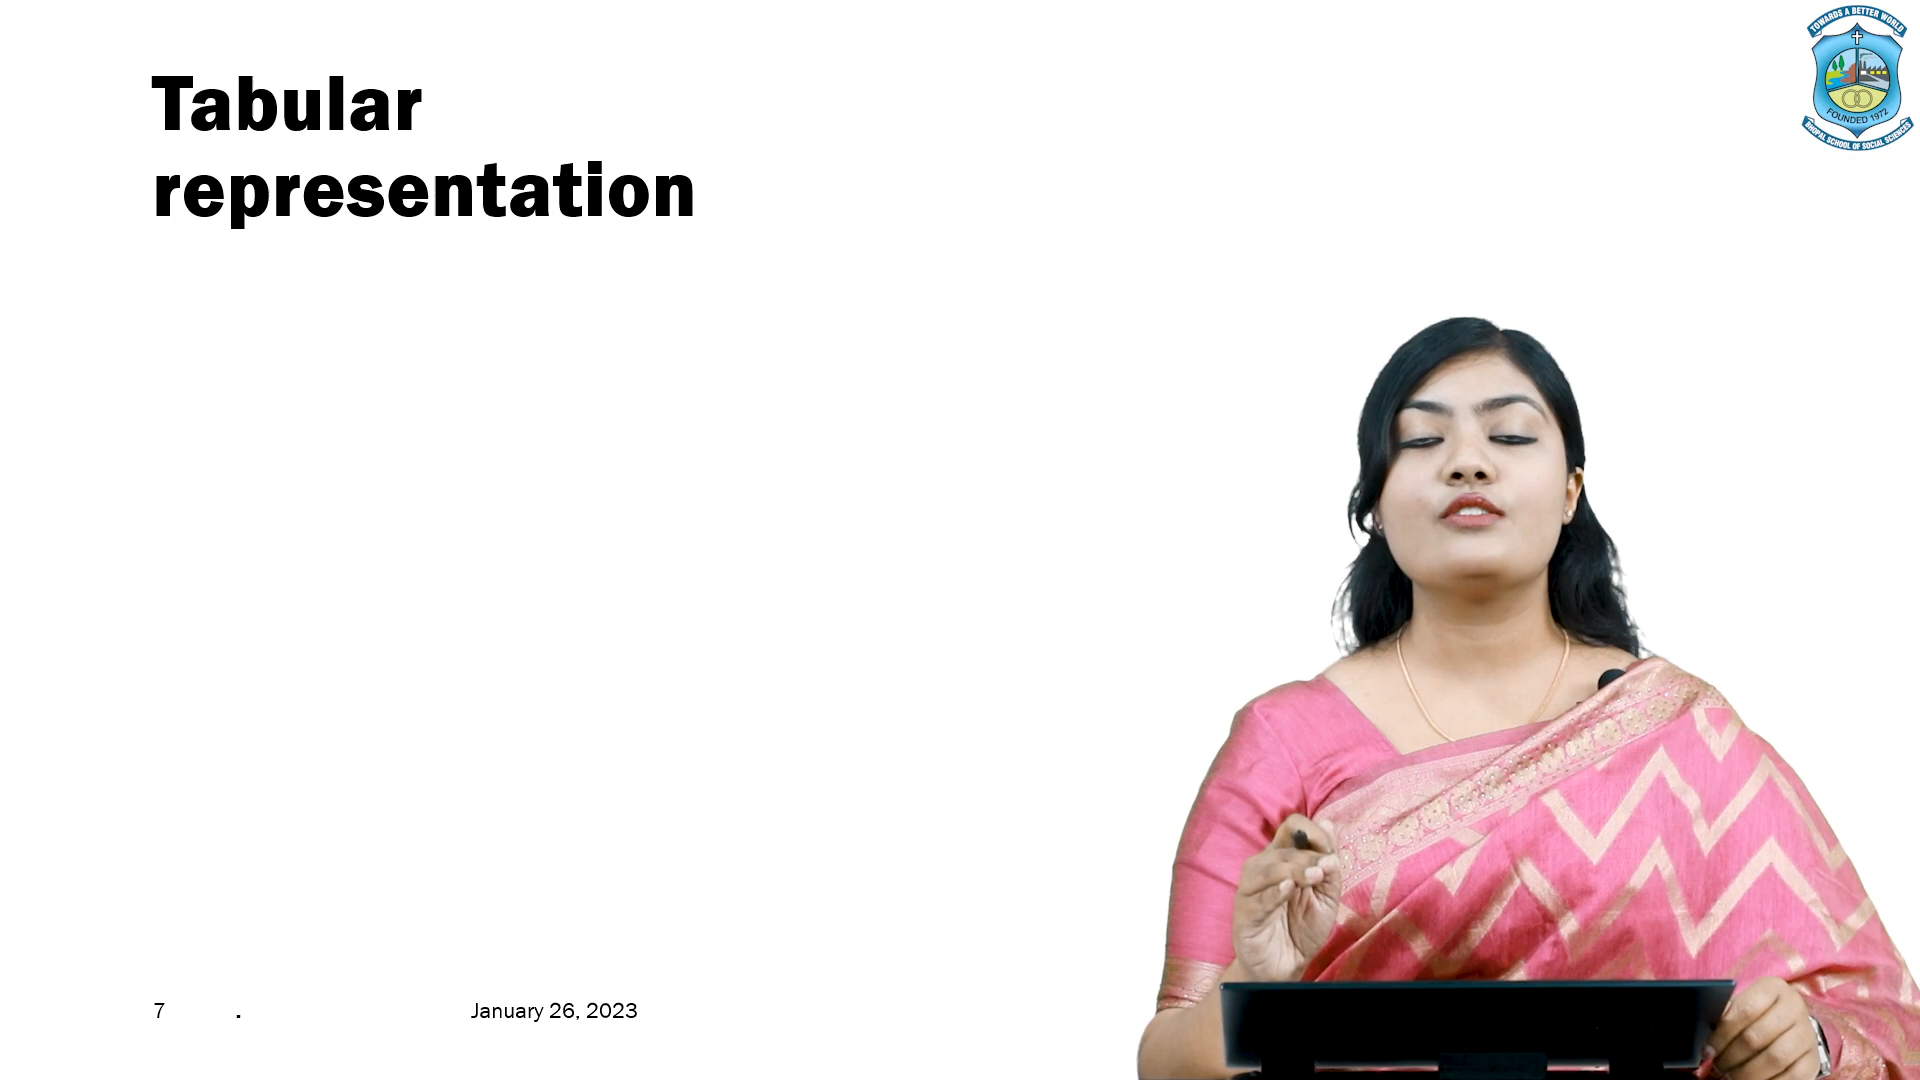 Tabular
representation
TOWARDS A BETTER WORLD
FOUNDED 1972
BHOPAL SCHOOL OF SOCIAL SCIENCES
7 . January 26, 2023